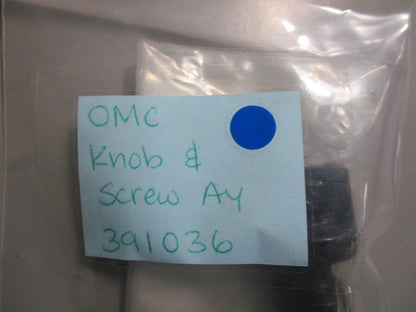 OMC
Knob &
Screw AY
391036